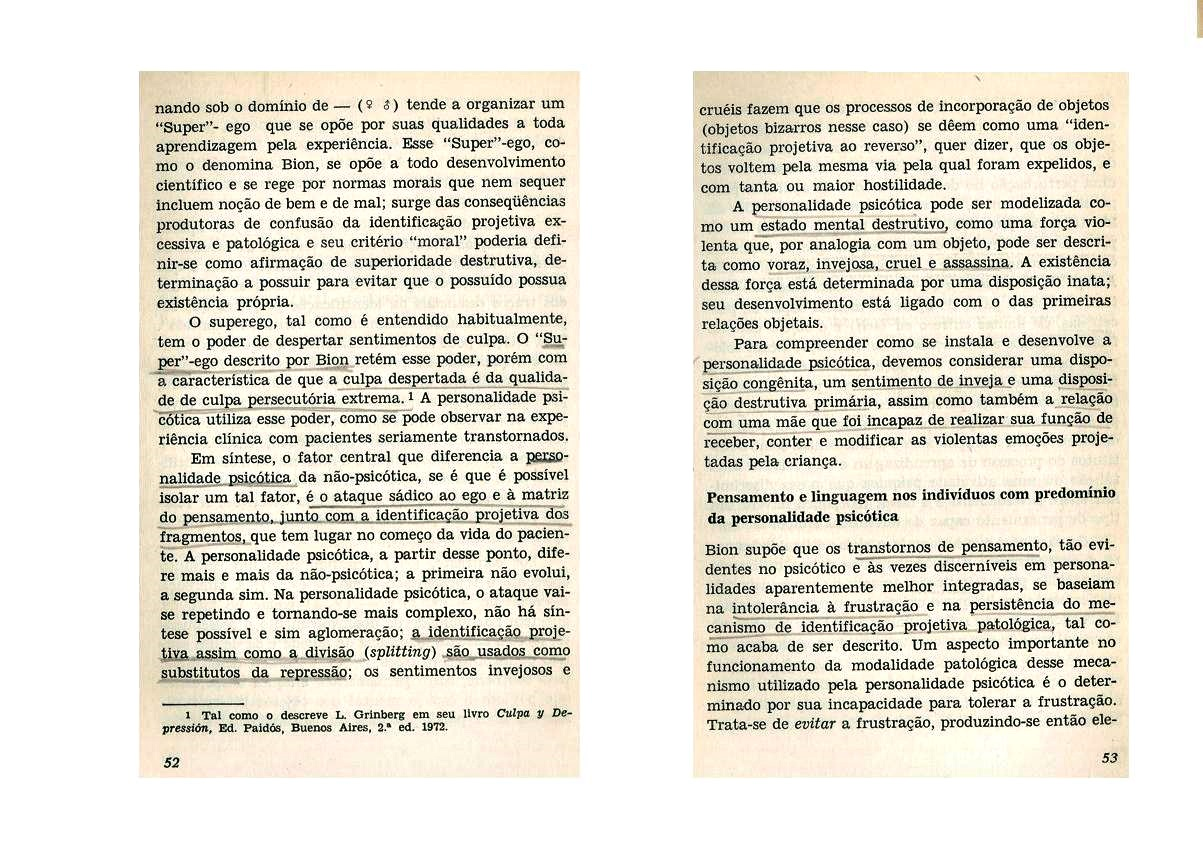 nando sob o domínio de — (♀ ♂) tende a organizar um
“Super”- ego que se opõe por suas qualidades a toda
aprendizagem pela experiência. Esse “Super”-ego, co-
mo o denomina Bion, se opõe a todo desenvolvimento
científico e se rege por normas morais que nem sequer
incluem noção de bem e de mal; surge das conseqüências
produtoras de confusão da identificação projetiva ex-
cessiva e patológica e seu critério “moral” poderia defi-
nir-se como afirmação de superioridade destrutiva, de-
terminação a possuir para evitar que o possuído possua
existência própria.
O superego, tal como é entendido habitualmente,
tem o poder de despertar sentimentos de culpa. O “Su-
per”-ego descrito por Bion retém esse poder, porém com
a característica de que a culpa despertada é da qualida-
de de culpa persecutória extrema.¹ A personalidade psi-
cótica utiliza esse poder, como se pode observar na expe-
riência clínica com pacientes seriamente transtornados.
Em síntese, o fator central que diferencia a perso-
nalidade psicótica da não-psicótica, se é que é possível
isolar um tal fator, é o ataque sádico ao ego e à matriz
do pensamento, junto com a identificação projetiva dos
fragmentos, que tem lugar no começo da vida do pacien-
te. A personalidade psicótica, a partir desse ponto, dife-
re mais e mais da não-psicótica; a primeira não evolui,
a segunda sim. Na personalidade psicótica, o ataque vai-
se repetindo e tornando-se mais complexo, não há sín-
tese possível e sim aglomeração; a identificação proje-
tiva assim como a divisão (splitting) são usados como
substitutos da repressão; os sentimentos invejosos e
1 Tal como o descreve L. Grinberg em seu livro Culpa y De-
presión, Ed. Paidós, Buenos Aires, 2.ª ed. 1972.
52
cruéis fazem que os processos de incorporação de objetos
(objetos bizarros nesse caso) se dêem como uma “iden-
tificação projetiva ao reverso”, quer dizer, que os obje-
tos voltem pela mesma via pela qual foram expelidos, e
com tanta ou maior hostilidade.
A personalidade psicótica pode ser modelizada co-
mo um estado mental destrutivo, como uma força vio-
lenta que, por analogia com um objeto, pode ser descri-
ta como voraz, invejosa, cruel e assassina. A existência
dessa força está determinada por uma disposição inata;
seu desenvolvimento está ligado com o das primeiras
relações objetais.
Para compreender como se instala e desenvolve a
personalidade psicótica, devemos considerar uma dispo-
sição congênita, um sentimento de inveja e uma disposi-
ção destrutiva primária, assim como também a relação
com uma mãe que foi incapaz de realizar sua função de
receber, conter e modificar as violentas emoções proje-
tadas pela criança.
Pensamento e linguagem nos indivíduos com predomínio
da personalidade psicótica
Bion supõe que os transtornos de pensamento, tão evi-
dentes no psicótico e às vezes discerníveis em persona-
lidades aparentemente melhor integradas, se baseiam
na intolerância à frustração e na persistência do me-
canismo de identificação projetiva patológica, tal co-
mo acaba de ser descrito. Um aspecto importante no
funcionamento da modalidade patológica desse meca-
nismo utilizado pela personalidade psicótica é o deter-
minado por sua incapacidade para tolerar a frustração.
Trata-se de evitar a frustração, produzindo-se então ele-
53